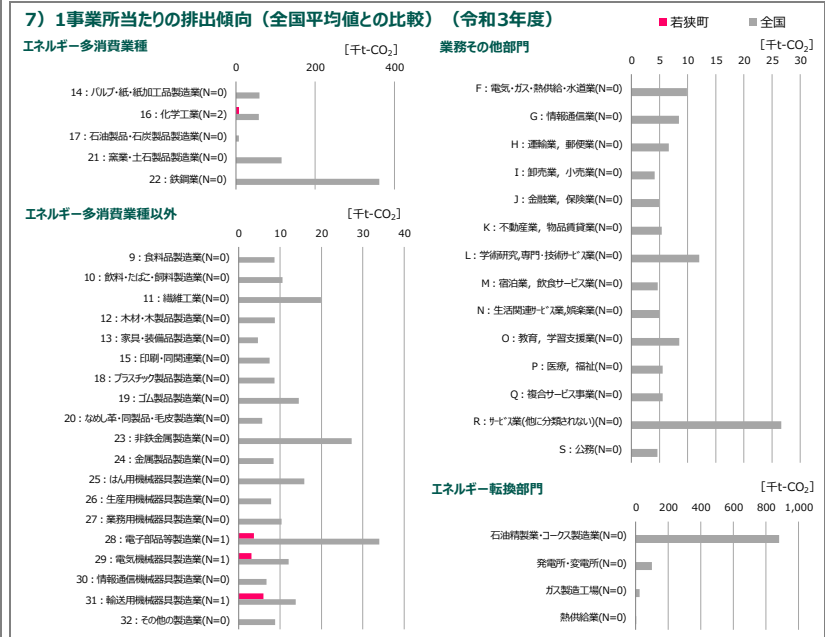 7）1事業所当たりの排出傾向（全国平均値との比較）（令和3年度）
■若狭町 ■全国
エネルギー多消費業種
［千t-CO₂］
0 200 400
14：パルプ・紙・紙加工品製造業(N=0)
16：化学工業(N=2)
17：石油製品・石炭製品製造業(N=0)
21：窯業・土石製品製造業(N=0)
22：鉄鋼業(N=0)
エネルギー多消費業種以外
［千t-CO₂］
0 10 20 30 40
9：食料品製造業(N=0)
10：飲料・たばこ・飼料製造業(N=0)
11：繊維工業(N=0)
12：木材・木製品製造業(N=0)
13：家具・装備品製造業(N=0)
15：印刷・同関連業(N=0)
18：プラスチック製品製造業(N=0)
19：ゴム製品製造業(N=0)
20：なめし革・同製品・毛皮製造業(N=0)
23：非鉄金属製造業(N=0)
24：金属製品製造業(N=0)
25：はん用機械器具製造業(N=0)
26：生産用機械器具製造業(N=0)
27：業務用機械器具製造業(N=0)
28：電子部品等製造業(N=1)
29：電気機械器具製造業(N=1)
30：情報通信機械器具製造業(N=0)
31：輸送用機械器具製造業(N=1)
32：その他の製造業(N=0)
業務その他部門
［千t-CO₂］
0 5 10 15 20 25 30
F：電気・ガス・熱供給・水道業(N=0)
G：情報通信業(N=0)
H：運輸業，郵便業(N=0)
I：卸売業，小売業(N=0)
J：金融業，保険業(N=0)
K：不動産業，物品賃貸業(N=0)
L：学術研究,専門・技術ｻｰﾋﾞｽ業(N=0)
M：宿泊業，飲食サービス業(N=0)
N：生活関連ｻｰﾋﾞｽ業,娯楽業(N=0)
O：教育，学習支援業(N=0)
P：医療，福祉(N=0)
Q：複合サービス事業(N=0)
R：ｻｰﾋﾞｽ業(他に分類されない)(N=0)
S：公務(N=0)
エネルギー転換部門
［千t-CO₂］
0 200 400 600 800 1,000
石油精製業・コークス製造業(N=0)
発電所・変電所(N=0)
ガス製造工場(N=0)
熱供給業(N=0)